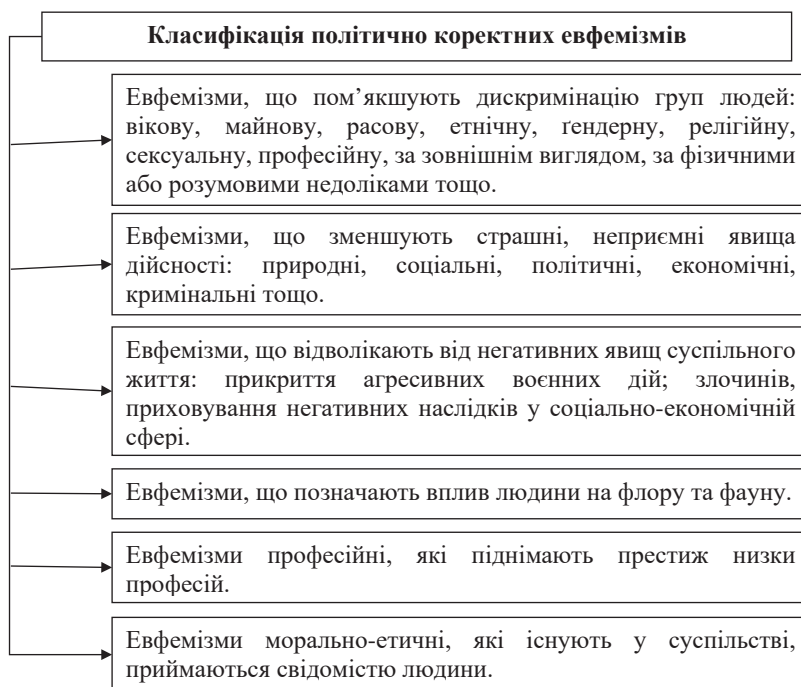 Класифікація політично коректних евфемізмів
Евфемізми, що пом’якшують дискримінацію груп людей:
вікову, майнову, расову, етнічну, ґендерну, релігійну,
сексуальну, професійну, за зовнішнім виглядом, за фізичними
або розумовими недоліками тощо.
Евфемізми, що зменшують страшні, неприємні явища
дійсності: природні, соціальні, політичні, економічні,
кримінальні тощо.
Евфемізми, що відволікають від негативних явищ суспільного
життя: прикриття агресивних воєнних дій; злочинів,
приховування негативних наслідків у соціально-економічній
сфері.
Евфемізми, що позначають вплив людини на флору та фауну.
Евфемізми професійні, які піднімають престиж низки
професій.
Евфемізми морально-етичні, які існують у суспільстві,
приймаються свідомістю людини.